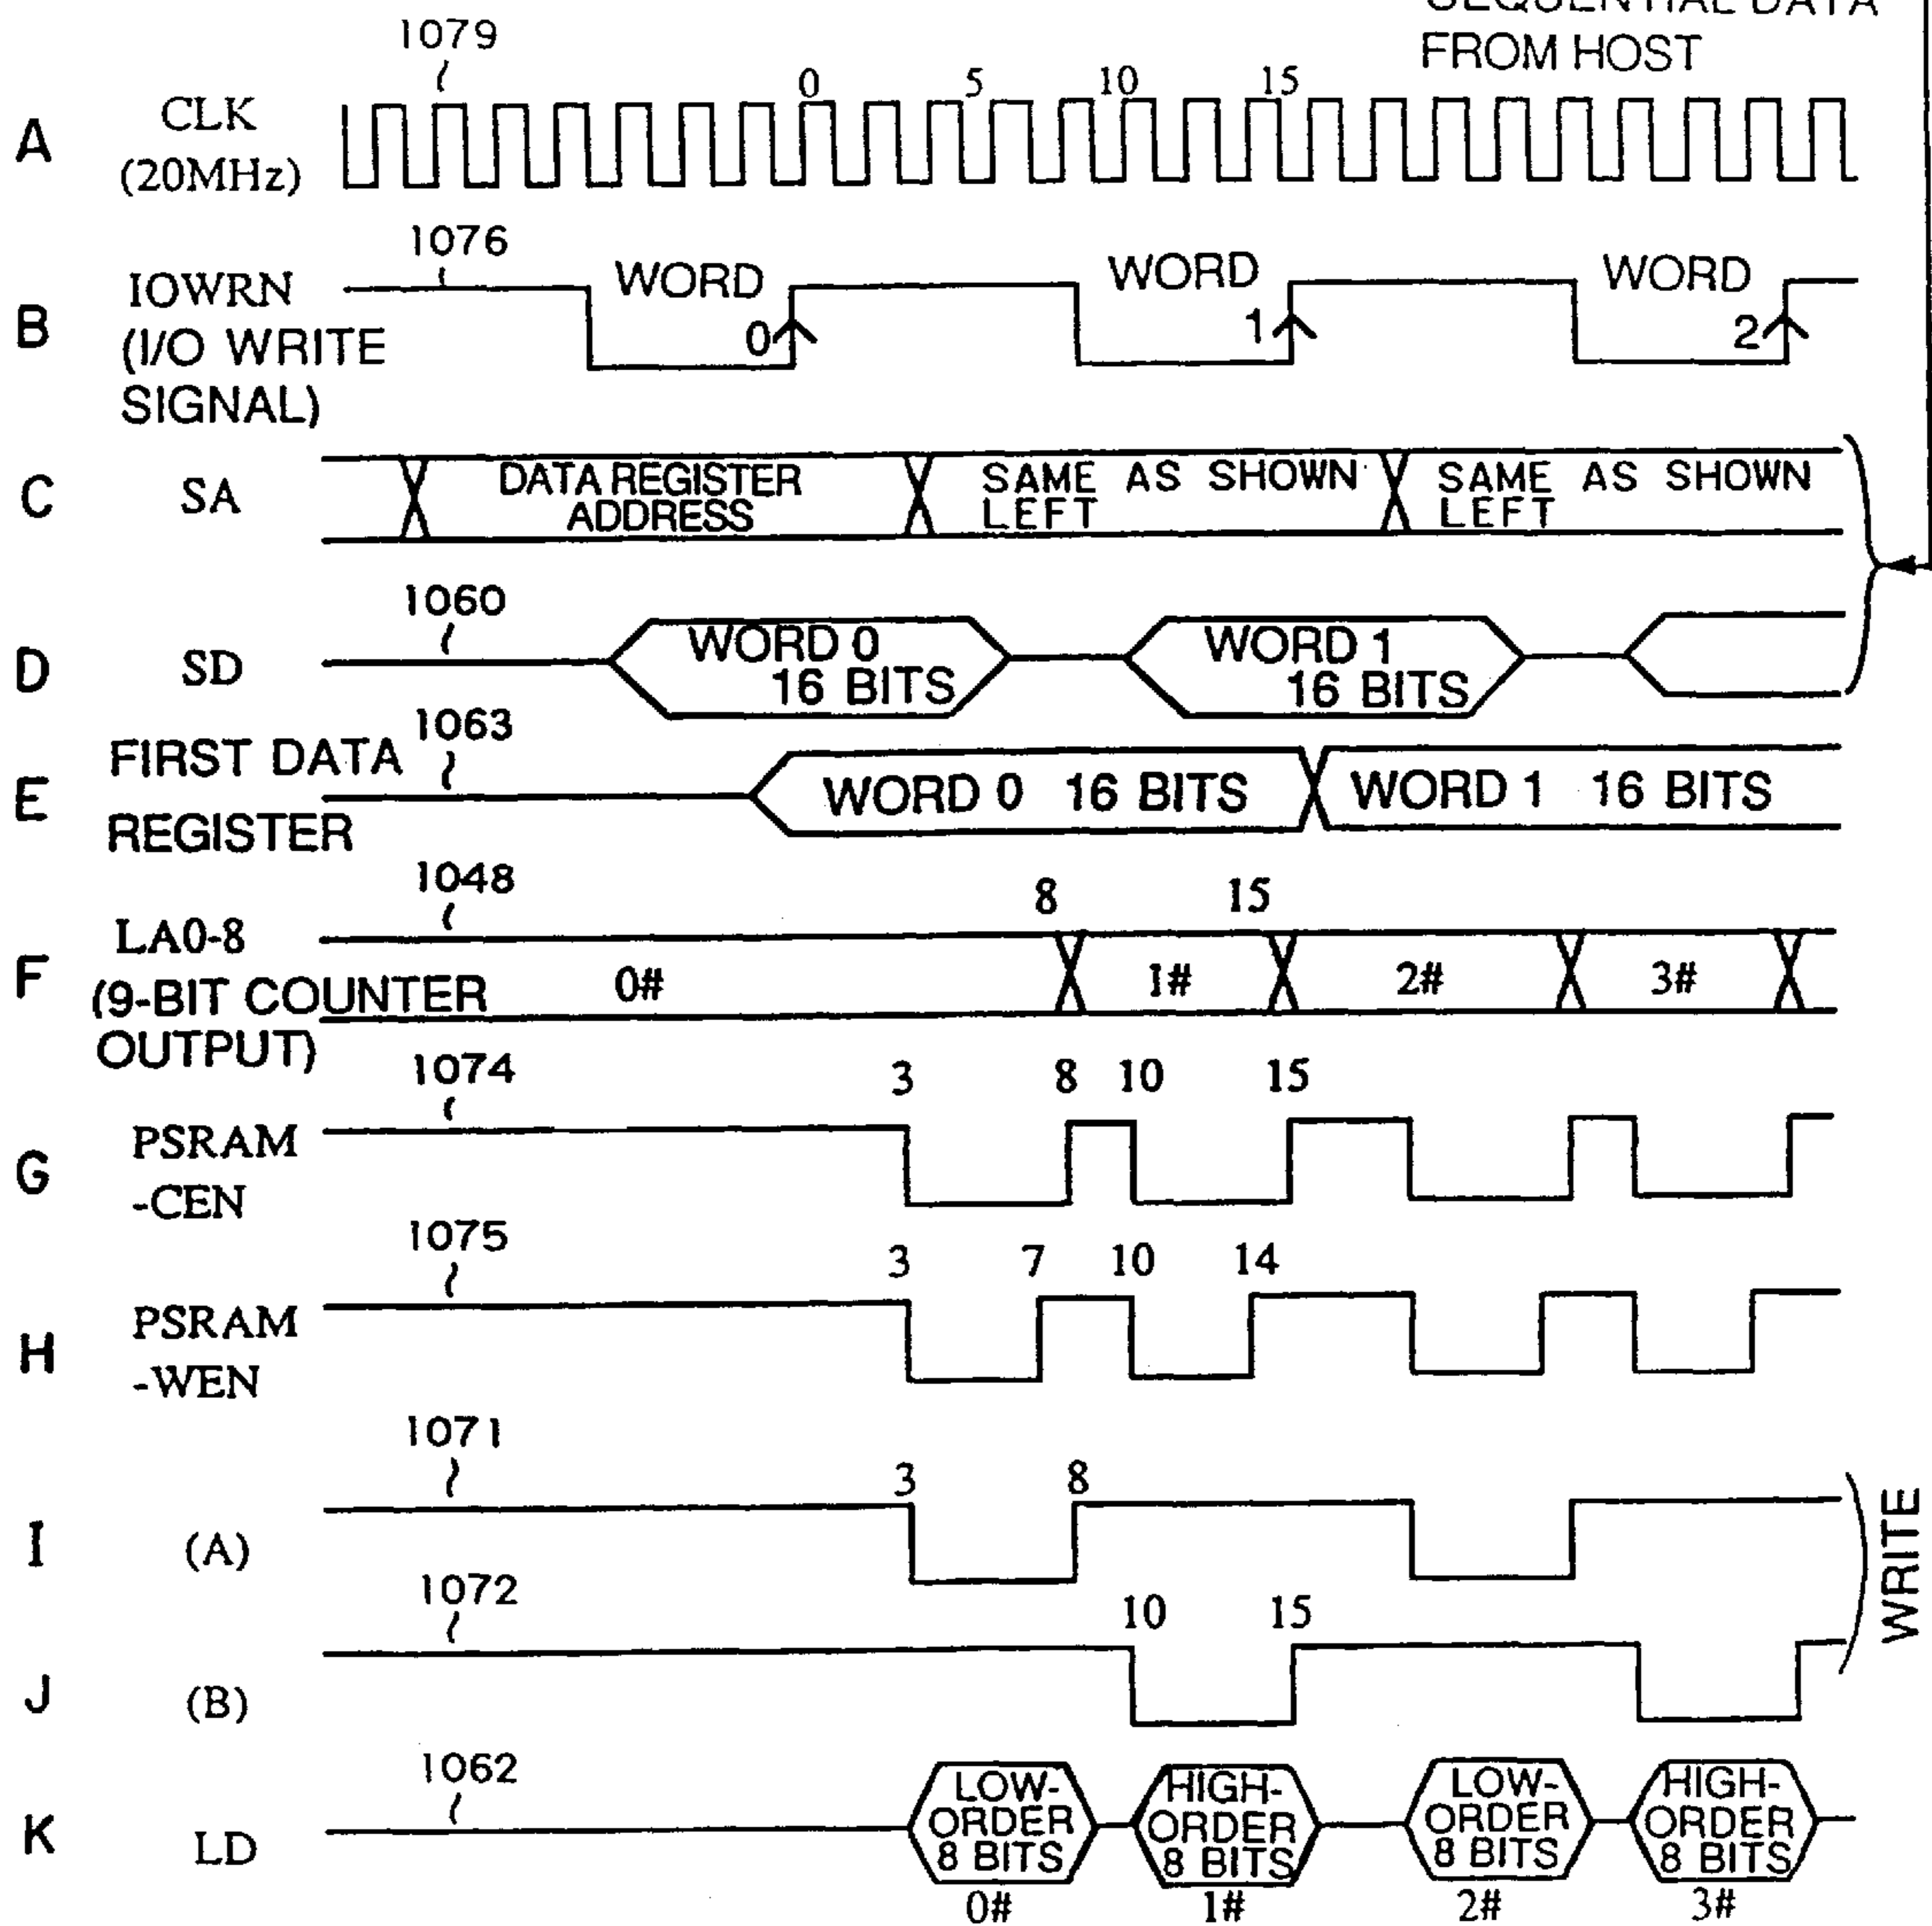 SEQUENTIAL DATA
FROM HOST
1079
0 5 10 15
A CLK
(20MHz)
1076
B IOWRN
(I/O WRITE
SIGNAL)
WORD 0 WORD 1 WORD 2
C SA
DATA REGISTER
ADDRESS
SAME AS SHOWN
LEFT
SAME AS SHOWN
LEFT
1060
D SD
WORD 0
16 BITS
WORD 1
16 BITS
1063
E FIRST DATA
REGISTER
WORD 0 16 BITS WORD 1 16 BITS
1048
8 15
F LA0-8
(9-BIT COUNTER
OUTPUT)
0# 1# 2# 3#
1074
3 8 10 15
G PSRAM
-CEN
1075
3 7 10 14
H PSRAM
-WEN
1071
3 8
I (A)
1072
10 15
J (B)
WRITE
1062
K LD
LOW-
ORDER
8 BITS
0#
HIGH-
ORDER
8 BITS
1#
LOW-
ORDER
8 BITS
2#
HIGH-
ORDER
8 BITS
3#